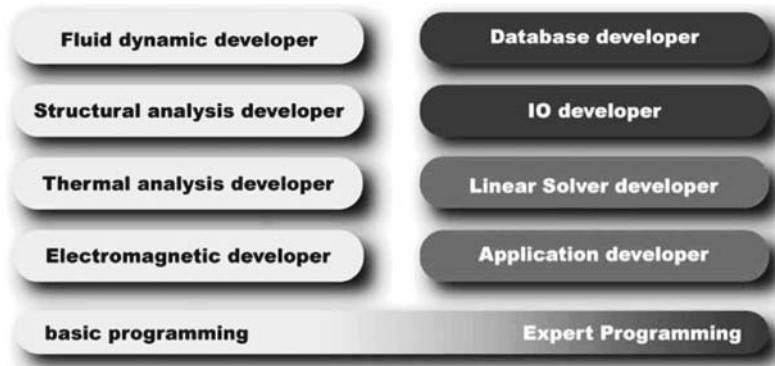 Fluid dynamic developer
Structural analysis developer
Thermal analysis developer
Electromagnetic developer
Database developer
IO developer
Linear Solver developer
Application developer
basic programming
Expert Programming